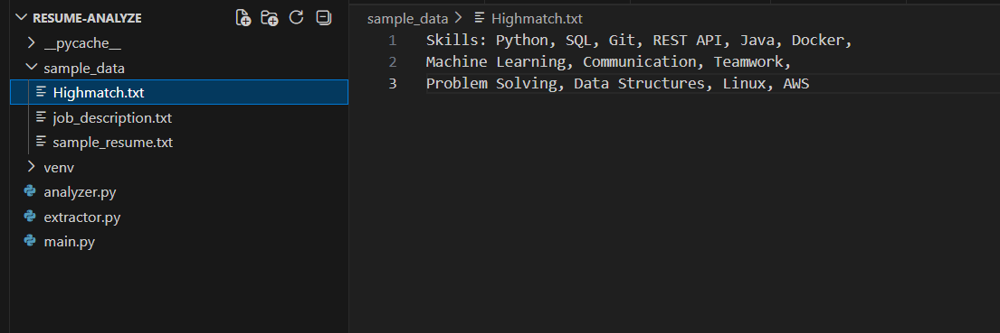 RESUME-ANALYZE
__pycache__
sample_data
Highmatch.txt
job_description.txt
sample_resume.txt
venv
analyzer.py
extractor.py
main.py
sample_data > Highmatch.txt
1 Skills: Python, SQL, Git, REST API, Java, Docker,
2 Machine Learning, Communication, Teamwork,
3 Problem Solving, Data Structures, Linux, AWS